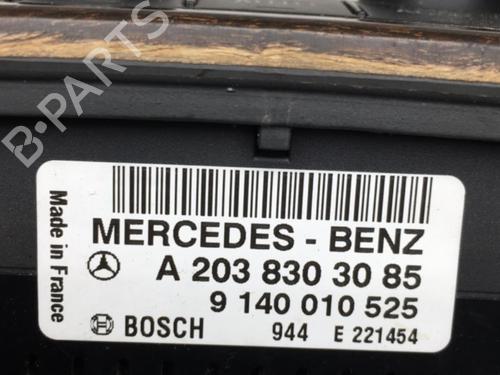 B-PARTS
MERCEDES - BENZ
A 203 830 30 85
9 140 010 525
BOSCH 944 E 221454
Made in France